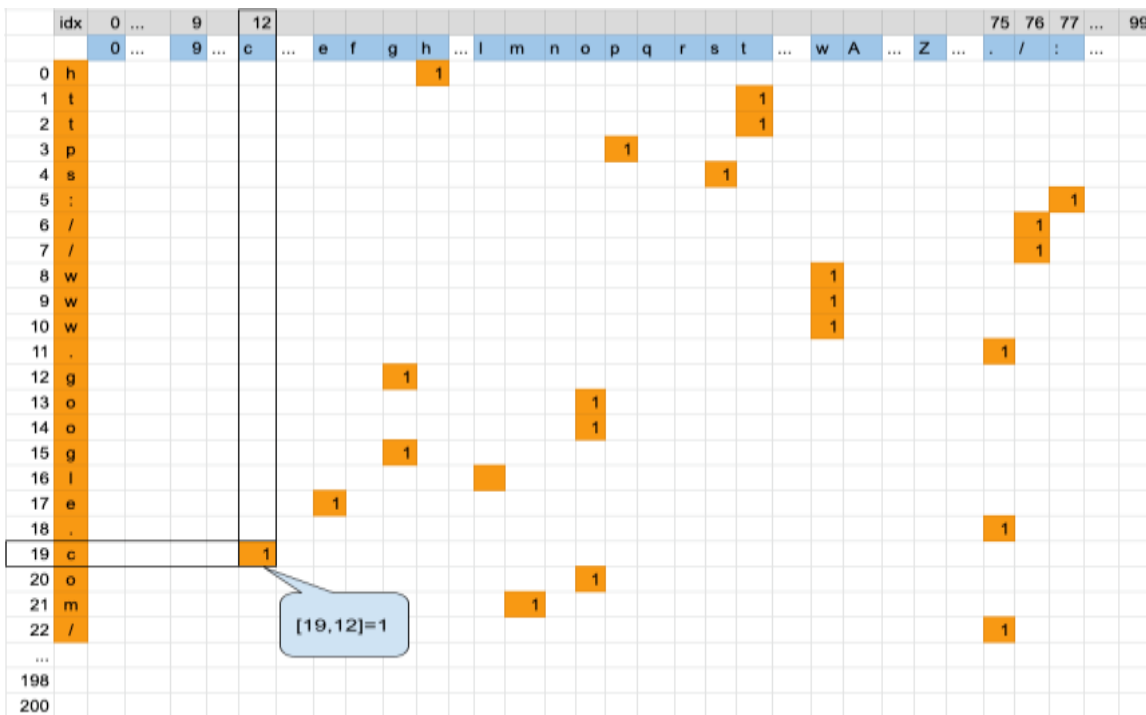 idx 0 ... 9 12 75 76 77 ... 99
0 ... 9 ... c ... e f g h ... l m n o p q r s t ... w A ... Z ... . / : ...
0 h 1
1 t 1
2 t 1
3 p 1
4 s 1
5 : 1
6 / 1
7 / 1
8 w 1
9 w 1
10 w 1
11 . 1
12 g 1
13 o 1
14 o 1
15 g 1
16 l
17 e 1
18 . 1
19 c 1
20 o 1
21 m 1
[19,12]=1
22 / 1
...
198
200